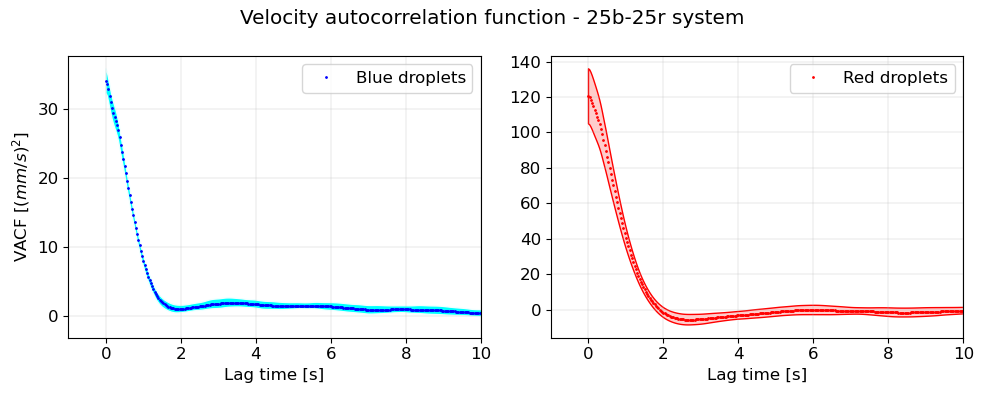 Velocity autocorrelation function - 25b-25r system
VACF [(mm/s)²]
30
20
10
0
Blue droplets
0 2 4 6 8 10
Lag time [s]
140
120
100
80
60
40
20
0
Red droplets
0 2 4 6 8 10
Lag time [s]